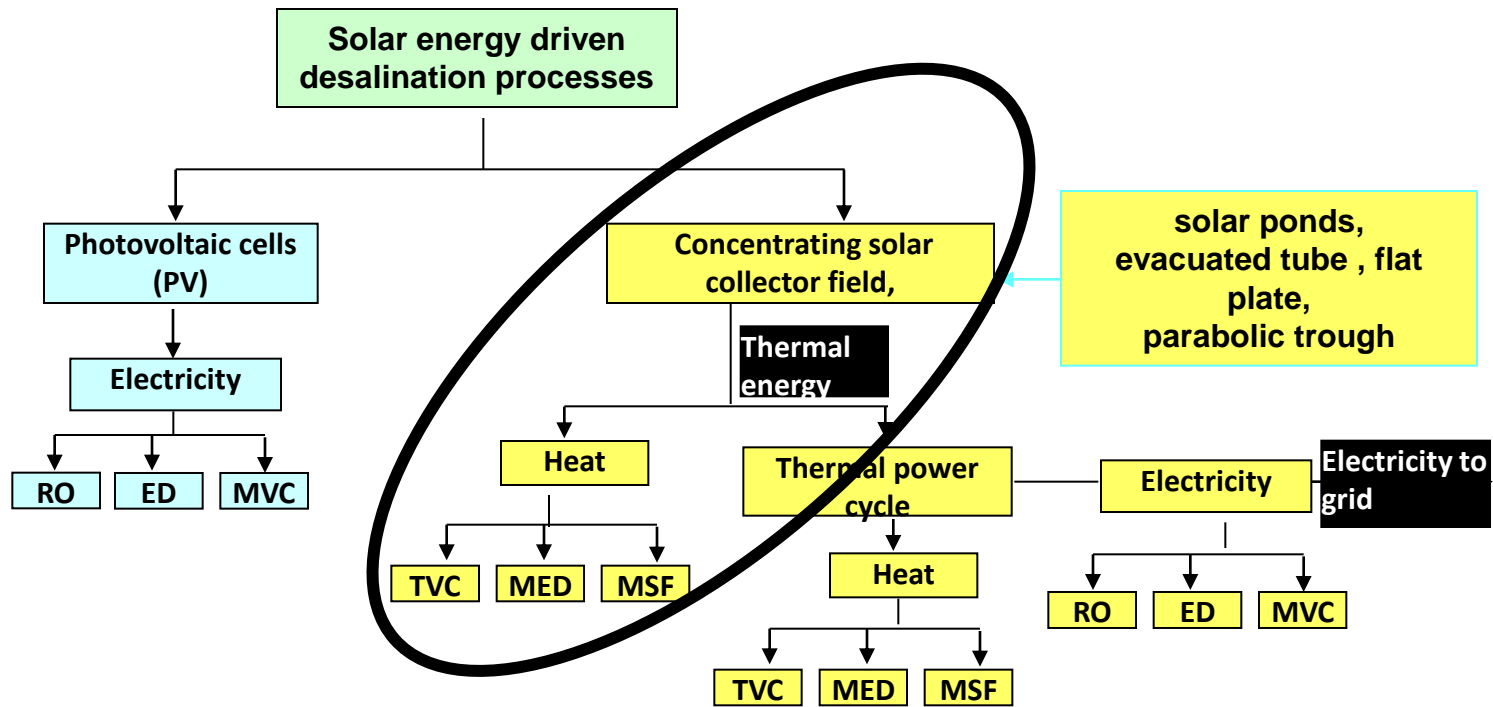 Solar energy driven
desalination processes
Photovoltaic cells
(PV)
Concentrating solar
collector field,
solar ponds,
evacuated tube , flat
plate,
parabolic trough
Thermal
energy
Electricity
RO
ED
MVC
Heat
Thermal power
cycle
Electricity
Electricity to
grid
TVC
MED
MSF
Heat
RO
ED
MVC
TVC
MED
MSF